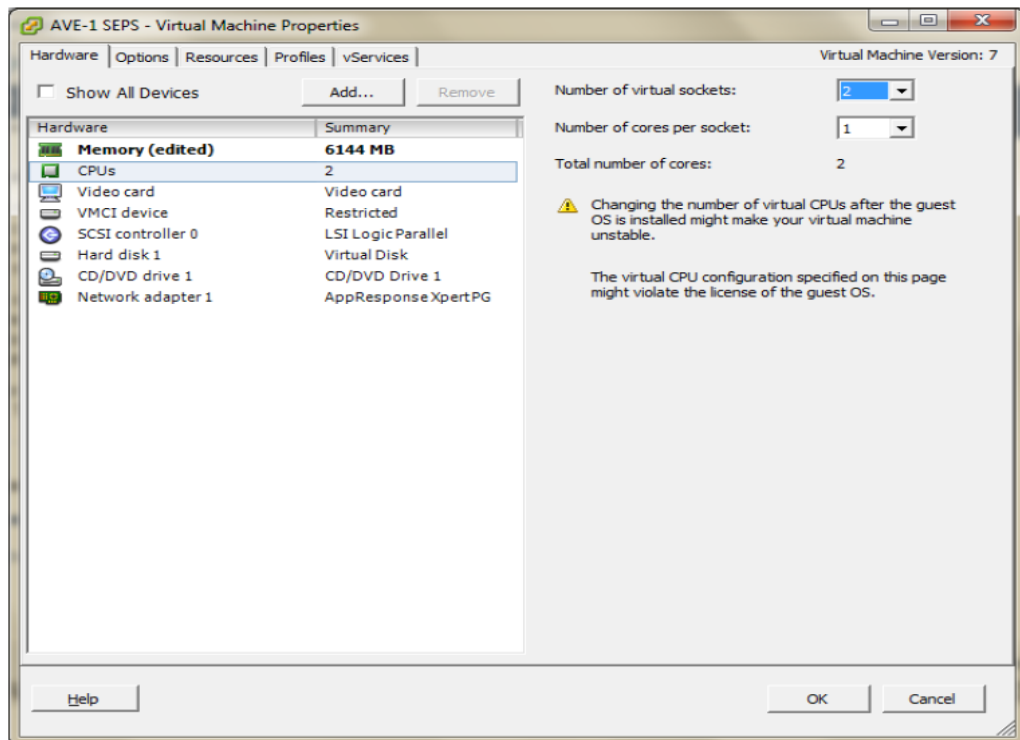 AVE-1 SEPS - Virtual Machine Properties
Hardware Options Resources Profiles vServices
Virtual Machine Version: 7
Show All Devices
Add...
Remove
Hardware Summary
Memory (edited) 6144 MB
CPUs 2
Video card Video card
VMCI device Restricted
SCSI controller 0 LSI Logic Parallel
Hard disk 1 Virtual Disk
CD/DVD drive 1 CD/DVD Drive 1
Network adapter 1 AppResponse XpertPG
Number of virtual sockets: 2
Number of cores per socket: 1
Total number of cores: 2
Changing the number of virtual CPUs after the guest
OS is installed might make your virtual machine
unstable.
The virtual CPU configuration specified on this page
might violate the license of the guest OS.
Help
OK
Cancel